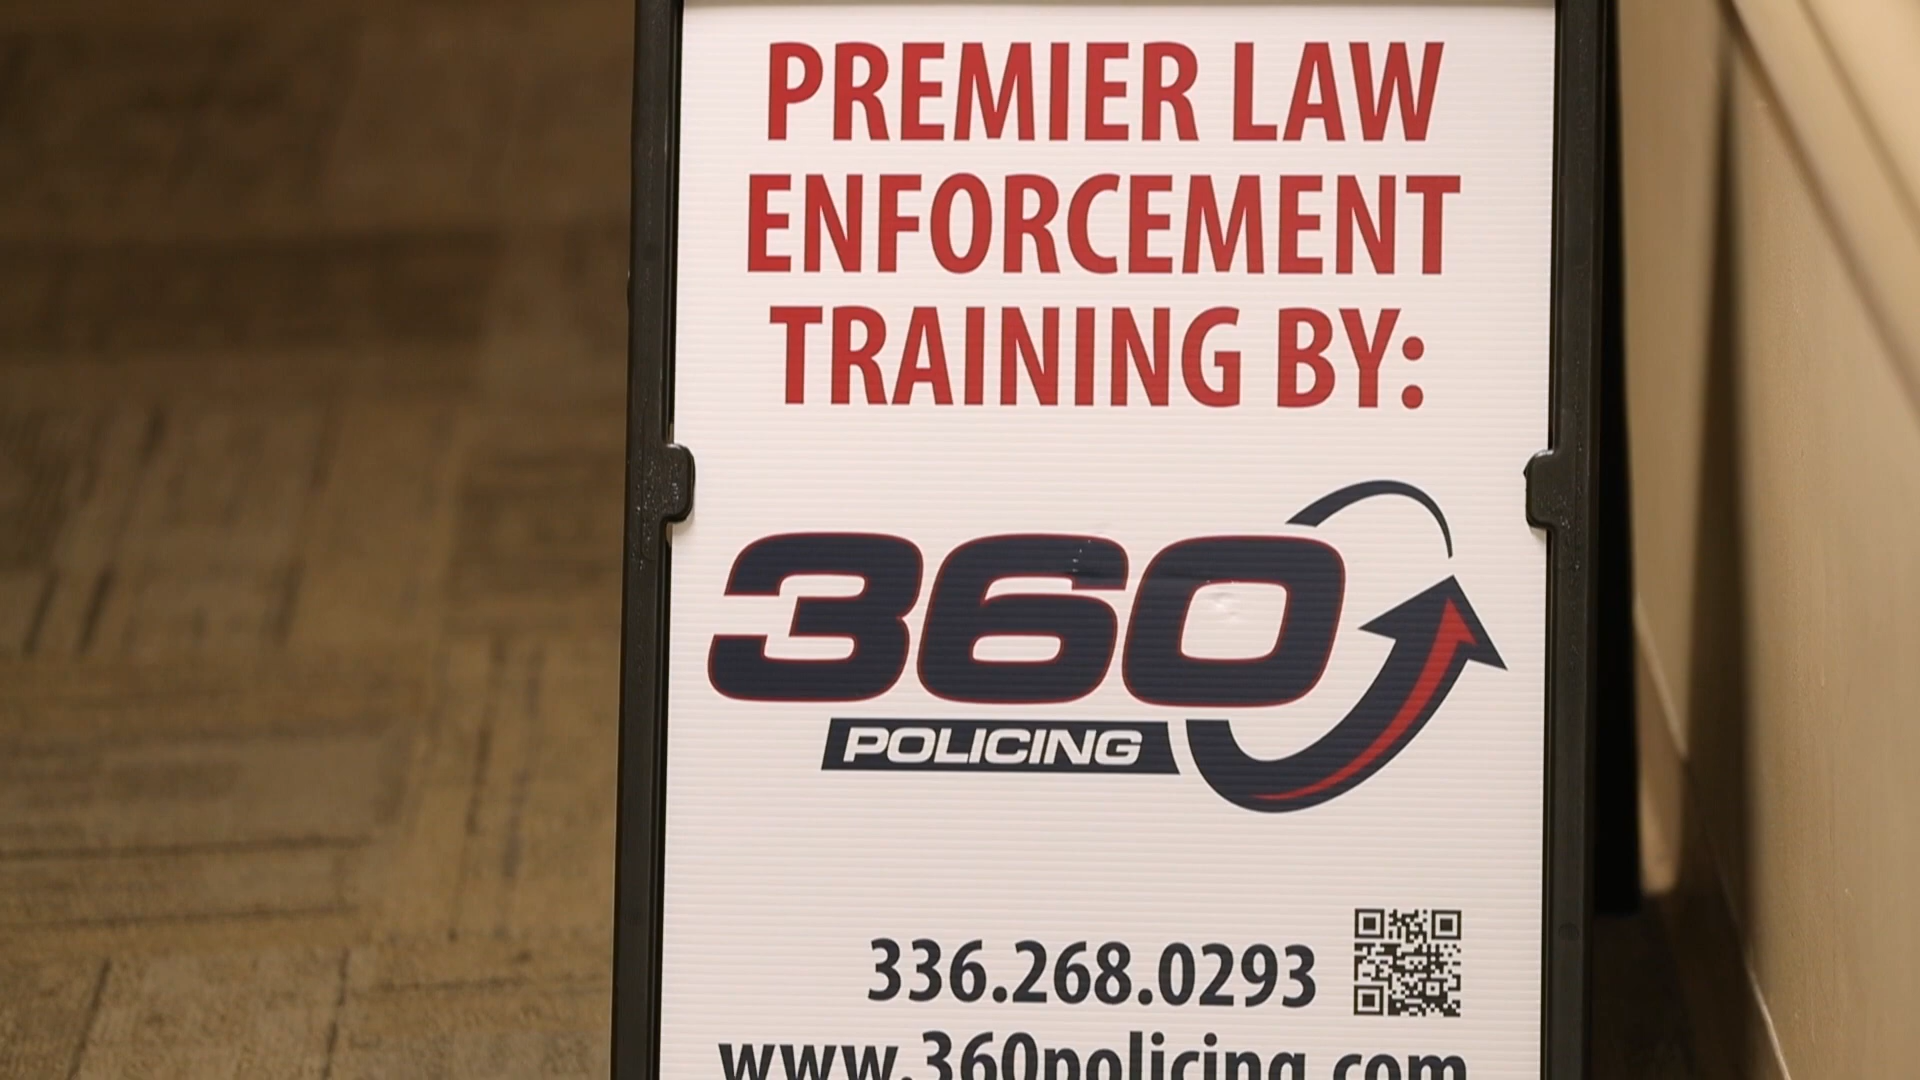 PREMIER LAW
ENFORCEMENT
TRAINING BY:
360
POLICING
336.268.0293
www.360policing.com